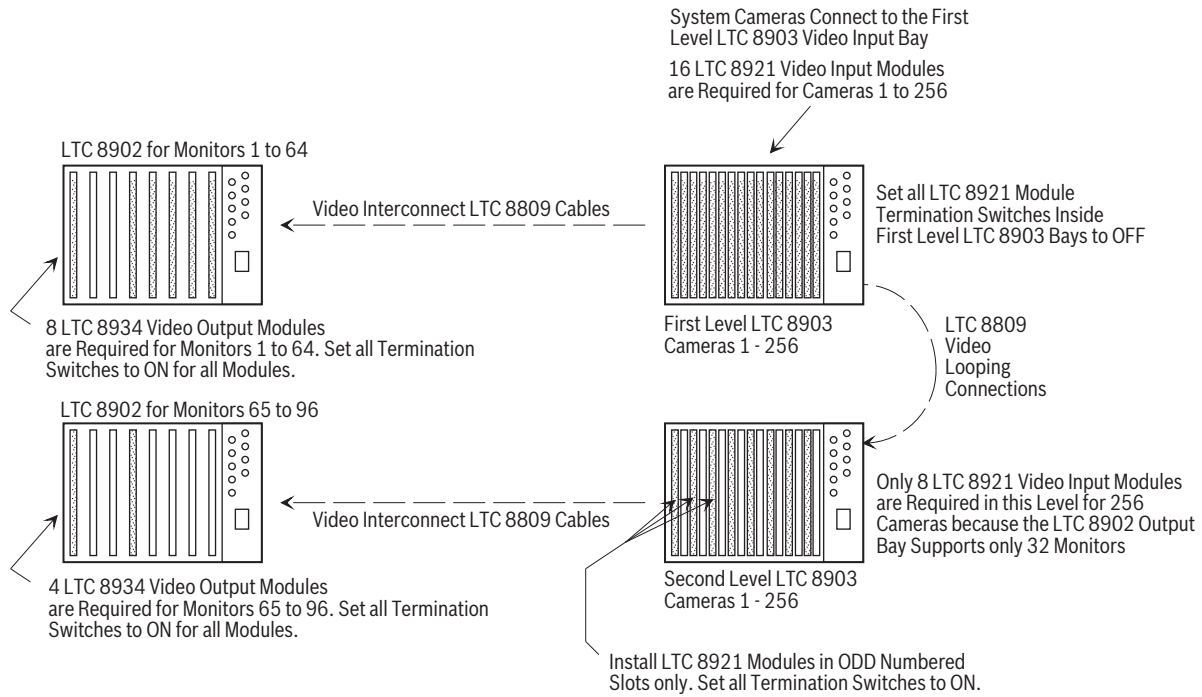 System Cameras Connect to the First
Level LTC 8903 Video Input Bay
16 LTC 8921 Video Input Modules
are Required for Cameras 1 to 256
LTC 8902 for Monitors 1 to 64
Video Interconnect LTC 8809 Cables
Set all LTC 8921 Module
Termination Switches Inside
First Level LTC 8903 Bays to OFF
8 LTC 8934 Video Output Modules
are Required for Monitors 1 to 64. Set all Termination
Switches to ON for all Modules.
First Level LTC 8903
Cameras 1 - 256
LTC 8809
Video
Looping
Connections
LTC 8902 for Monitors 65 to 96
Video Interconnect LTC 8809 Cables
Only 8 LTC 8921 Video Input Modules
are Required in this Level for 256
Cameras because the LTC 8902 Output
Bay Supports only 32 Monitors
4 LTC 8934 Video Output Modules
are Required for Monitors 65 to 96. Set all Termination
Switches to ON for all Modules.
Second Level LTC 8903
Cameras 1 - 256
Install LTC 8921 Modules in ODD Numbered
Slots only. Set all Termination Switches to ON.